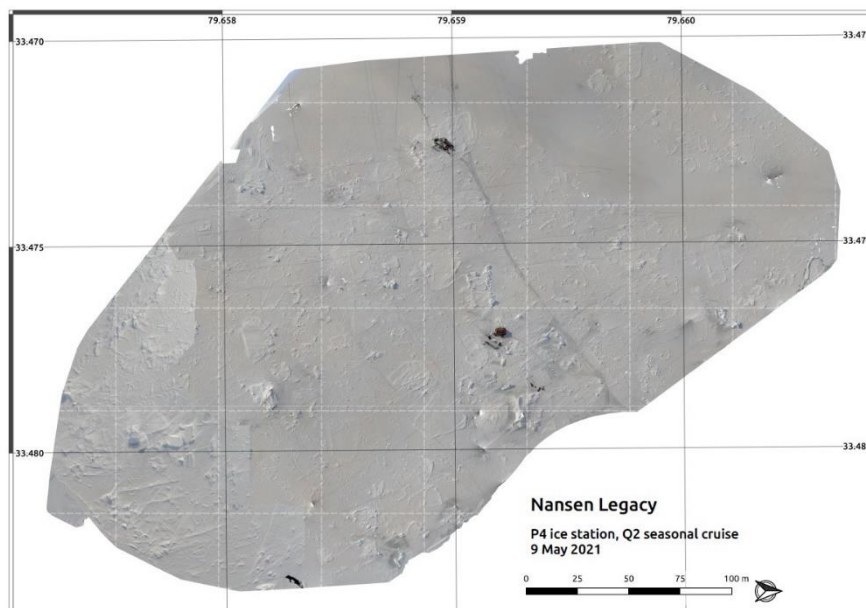 79.658 79.659 79.660
33.470 33.47
33.475 33.47
33.480 33.48
Nansen Legacy
P4 ice station, Q2 seasonal cruise
9 May 2021
0 25 50 75 100 m